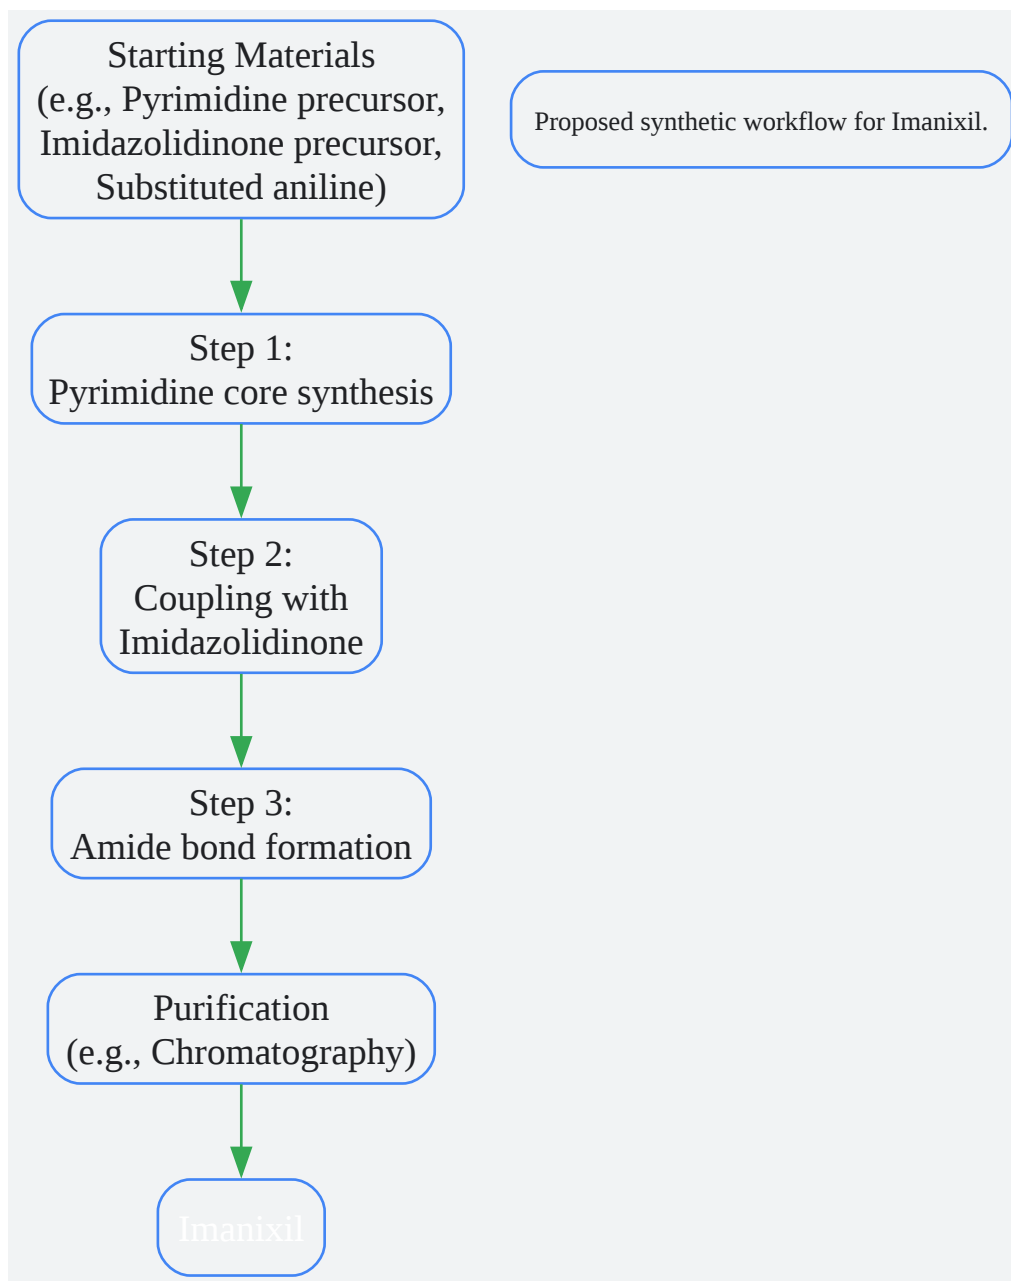 Starting Materials
(e.g., Pyrimidine precursor,
Imidazolidinone precursor,
Substituted aniline)
Proposed synthetic workflow for Imanixil.
Step 1:
Pyrimidine core synthesis
Step 2:
Coupling with
Imidazolidinone
Step 3:
Amide bond formation
Purification
(e.g., Chromatography)
Imanixil